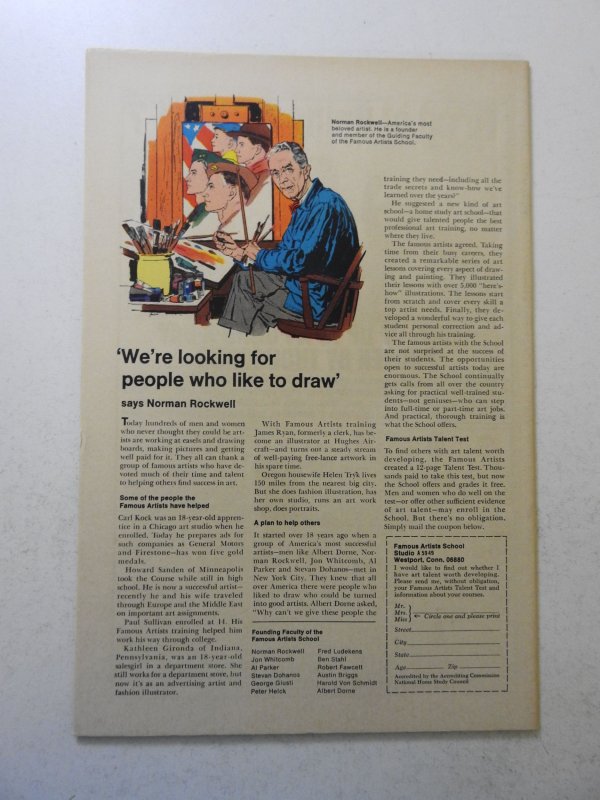 Norman Rockwell—America's most
beloved artist. He is a founder
and member of the Guiding Faculty
of the Famous Artists School.
'We're looking for
people who like to draw'
says Norman Rockwell
Today hundreds of men and women
who never thought they could be art-
ists are working at easels and drawing
boards, making pictures and getting
well paid for it. They all can thank a
group of famous artists who have de-
voted much of their time and talent
to helping others find success in art.
Some of the people the
Famous Artists have helped
Carl Kock was an 18-year-old appren-
tice in a Chicago art studio when he
enrolled. Today he prepares ads for
such companies as General Motors
and Firestone—has won five gold
medals.
Howard Sanden of Minneapolis
took the Course while still in high
school. He is now a successful artist—
recently he and his wife traveled
through Europe and the Middle East
on important art assignments.
Paul Sullivan enrolled at 14. His
Famous Artists training helped him
work his way through college.
Kathleen Gironda of Indiana,
Pennsylvania, was an 18-year-old
salesgirl in a department store. She
still works for a department store, but
now it's as an advertising artist and
fashion illustrator.
With Famous Artists training
James Ryan, formerly a clerk, has be-
come an illustrator at Hughes Air-
craft—and turns out a steady stream
of well-paying free-lance artwork in
his spare time.
Oregon housewife Helen Tryk lives
150 miles from the nearest big city.
But she does fashion illustration, has
her own studio, runs an art work
shop, does portraits.
A plan to help others
It started over 18 years ago when a
group of America's most successful
artists—men like Albert Dorne, Nor-
man Rockwell, Jon Whitcomb, Al
Parker and Stevan Dohanos—met in
New York City. They knew that all
over America there were people who
liked to draw who could be turned
into good artists. Albert Dorne asked,
"Why can't we give these people the
Founding Faculty of the
Famous Artists School
Norman Rockwell
Jon Whitcomb
Al Parker
Stevan Dohanos
George Giusti
Peter Helck
Fred Ludekens
Ben Stahl
Robert Fawcett
Austin Briggs
Harold Von Schmidt
Albert Dorne
training they need—including all the
trade secrets and know-how we've
learned over the years?"
He suggested a new kind of art
school—a home study art school—that
would give talented people the best
professional art training, no matter
where they live.
The famous artists agreed. Taking
time from their busy careers, they
created a remarkable series of art
lessons covering every aspect of draw-
ing and painting. They illustrated
their lessons with over 5,000 "here's-
how" illustrations. The lessons start
from scratch and cover every skill a
top artist needs. Finally, they de-
veloped a wonderful way to give each
student personal correction and ad-
vice all through his training.
The famous artists with the School
are not surprised at the success of
their students. The opportunities
open to successful artists today are
enormous. The School continually
gets calls from all over the country
asking for practical well-trained stu-
dents—not geniuses—who can step
into full-time or part-time art jobs.
And practical, thorough training is
what the School offers.
Famous Artists Talent Test
To find others with art talent worth
developing, the Famous Artists
created a 12-page Talent Test. Thou-
sands paid to take this test, but now
the School offers and grades it free.
Men and women who do well on the
test—or offer other sufficient evidence
of art talent—may enroll in the
School. But there's no obligation.
Simply mail the coupon below.
Famous Artists School
Studio A 5949
Westport, Conn. 06880
I would like to find out whether I
have art talent worth developing.
Please send me, without obligation,
your Famous Artists Talent Test and
information about your courses.
Mr.
Mrs.
Miss
Circle one and please print
Street
City
State
Age Zip
Accredited by the Accrediting Commission
National Home Study Council